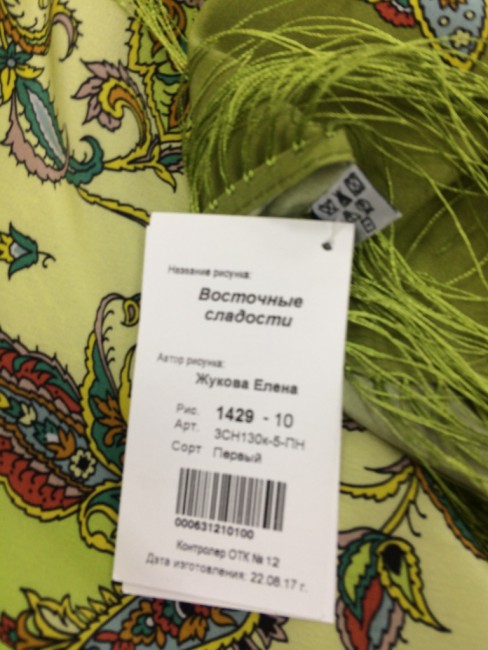 Название рисунка:
Восточные
сладости
Автор рисунка:
Жукова Елена
Рис. 1429 - 10
Арт. ЗСН130к-5-ПН
Сорт Первый
000631210100
Контролер ОТК № 12
Дата изготовления: 22.08.17 г.